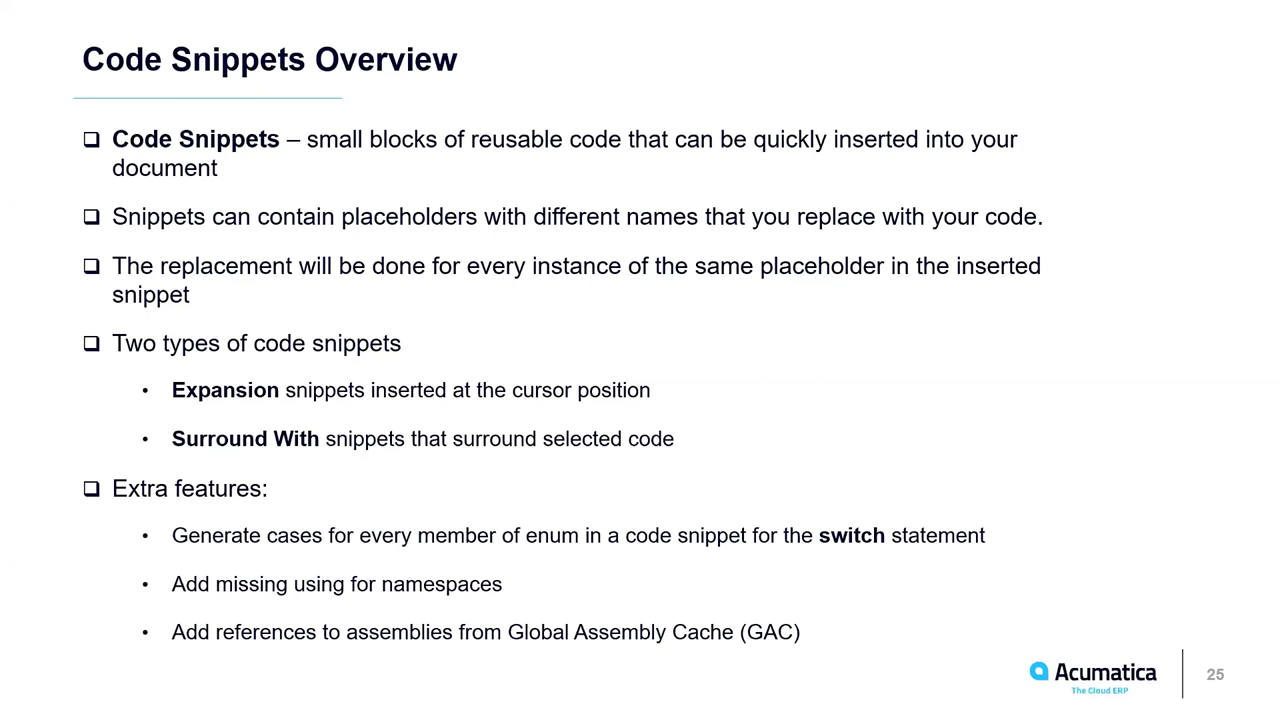 Code Snippets Overview
❑ Code Snippets – small blocks of reusable code that can be quickly inserted into your
document
❑ Snippets can contain placeholders with different names that you replace with your code.
❑ The replacement will be done for every instance of the same placeholder in the inserted
snippet
❑ Two types of code snippets
• Expansion snippets inserted at the cursor position
• Surround With snippets that surround selected code
❑ Extra features:
• Generate cases for every member of enum in a code snippet for the switch statement
• Add missing using for namespaces
• Add references to assemblies from Global Assembly Cache (GAC)
Acumatica
The Cloud ERP
25